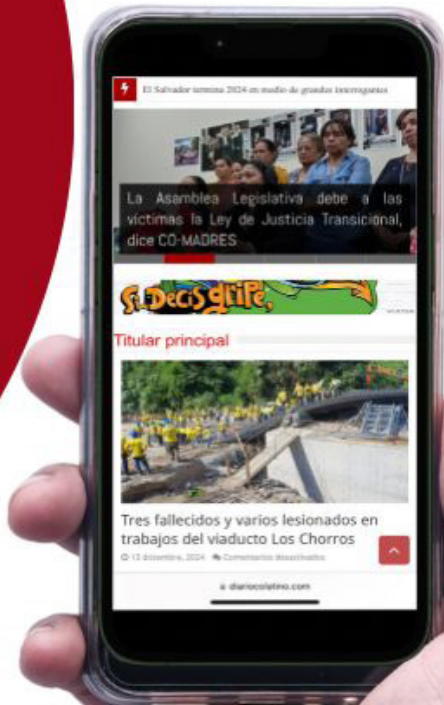 El Salvador termina 2024 en medio de grandes interrogantes
La Asamblea Legislativa debe a las
víctimas la Ley de Justicia Transicional,
dice CO-MADRES
Si Decís gripe,
Titular principal
Tres fallecidos y varios lesionados en
trabajos del viaducto Los Chorros
13 diciembre, 2024 Comentarios desactivados
diariocolatino.com